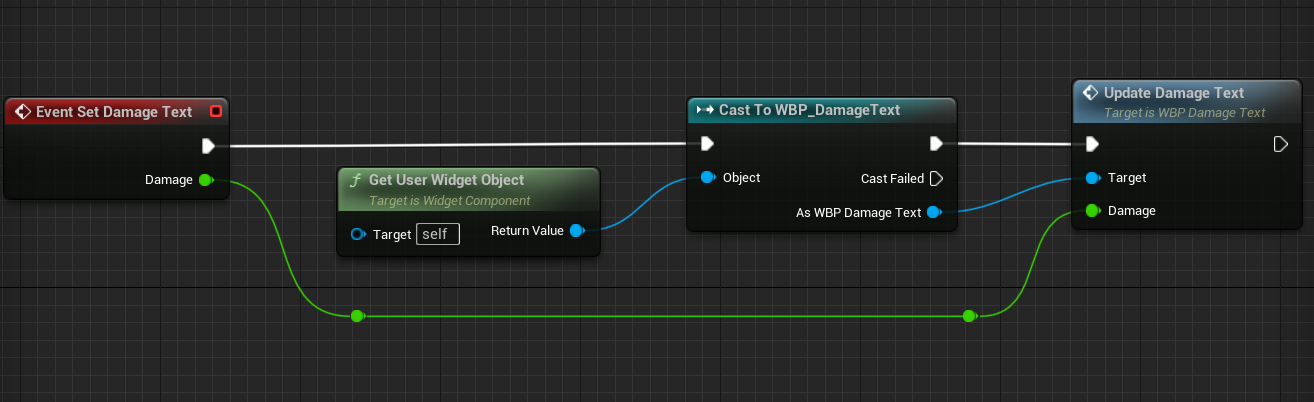 Event Set Damage Text
Damage
Get User Widget Object
Target is Widget Component
Target self
Return Value
Cast To WBP_DamageText
Object
Cast Failed
As WBP Damage Text
Update Damage Text
Target is WBP Damage Text
Target
Damage